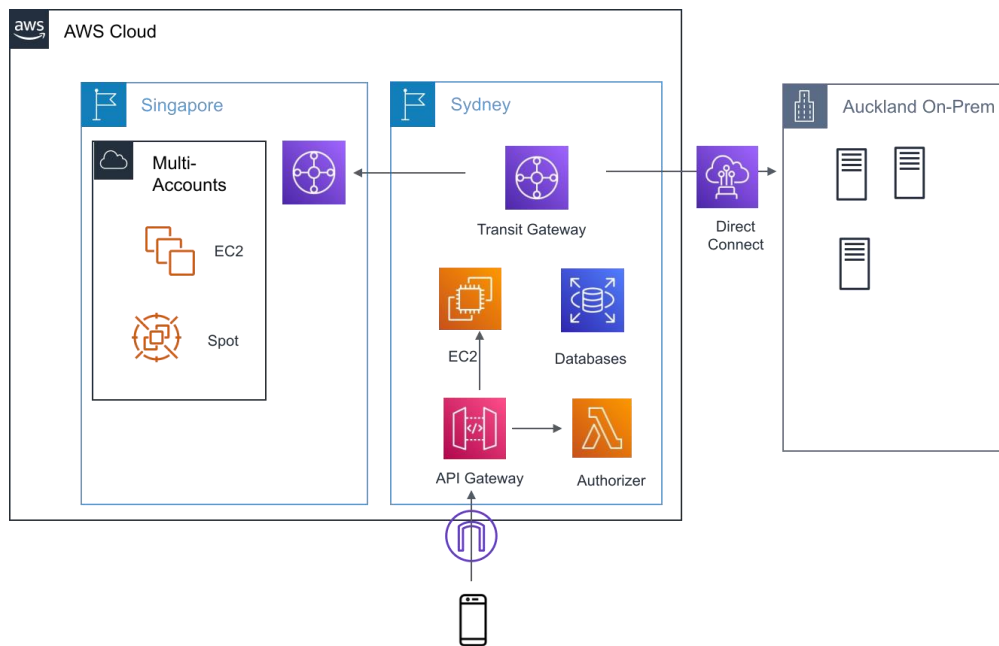 aws
AWS Cloud
Singapore
Sydney
Auckland On-Prem
Multi-
Accounts
Transit Gateway
Direct
Connect
EC2
Spot
EC2
Databases
</>
API Gateway
Authorizer